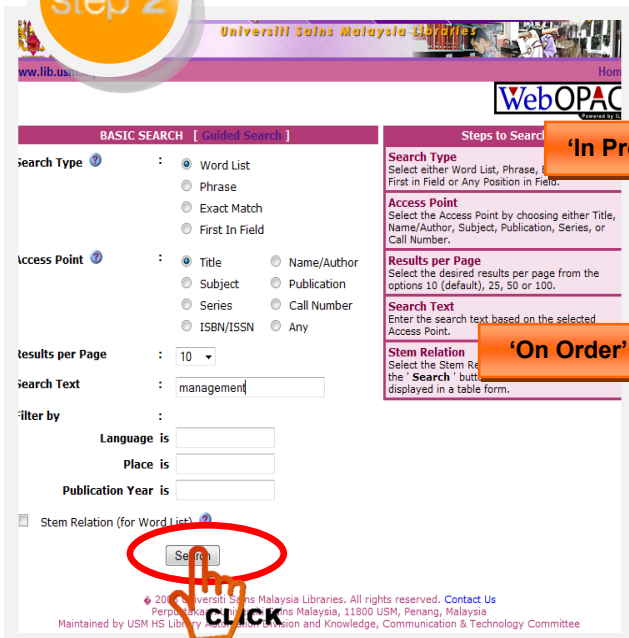 step 2
Universiti Sains Malaysia Libraries
Hom
WebOPAC
Powered by
BASIC SEARCH [ Guided Search ]
Search Type :
Word List
Phrase
Exact Match
First In Field
Access Point :
Title Name/Author
Subject Publication
Series Call Number
ISBN/ISSN Any
Results per Page : 10
Search Text : management
Filter by :
Language is
Place is
Publication Year is
Stem Relation (for Word List)
Search
CLICK
Steps to Search
'In Pr
Search Type
Select either Word List, Phrase,
First in Field or Any Position in Field.
Access Point
Select the Access Point by choosing either Title,
Name/Author, Subject, Publication, Series, or
Call Number.
Results per Page
Select the desired results per page from the
options 10 (default), 25, 50 or 100.
Search Text
Enter the search text based on the selected
Access Point.
'On Order'
Stem Relation
Select the Stem Re
the ' Search ' butt
displayed in a table form.
Universiti Sains Malaysia Libraries. All rights reserved. Contact Us
Malaysia, 11800 USM, Penang, Malaysia
Maintained by USM HS Library Automation Division and Knowledge, Communication & Technology Committee